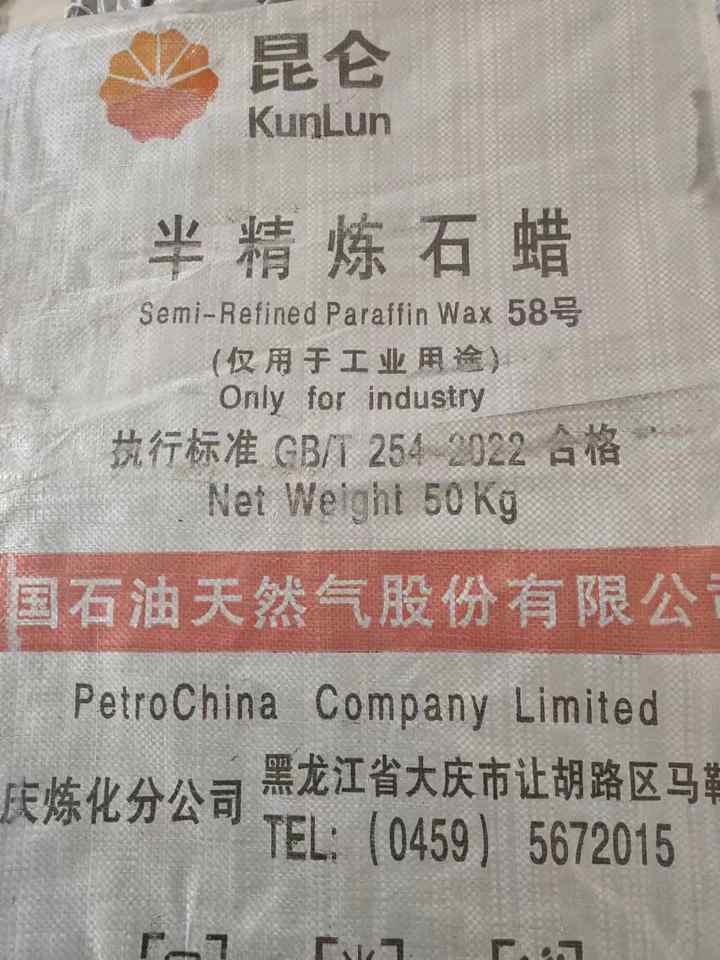 昆仑
KunLun
半精炼石蜡
Semi-Refined Paraffin Wax 58号
(仅用于工业用途)
Only for industry
执行标准 GB/T 254-2022 合格
Net Weight 50Kg
国石油天然气股份有限公司
PetroChina Company Limited
庆炼化分公司 黑龙江省大庆市让胡路区马鞍
TEL: (0459) 5672015